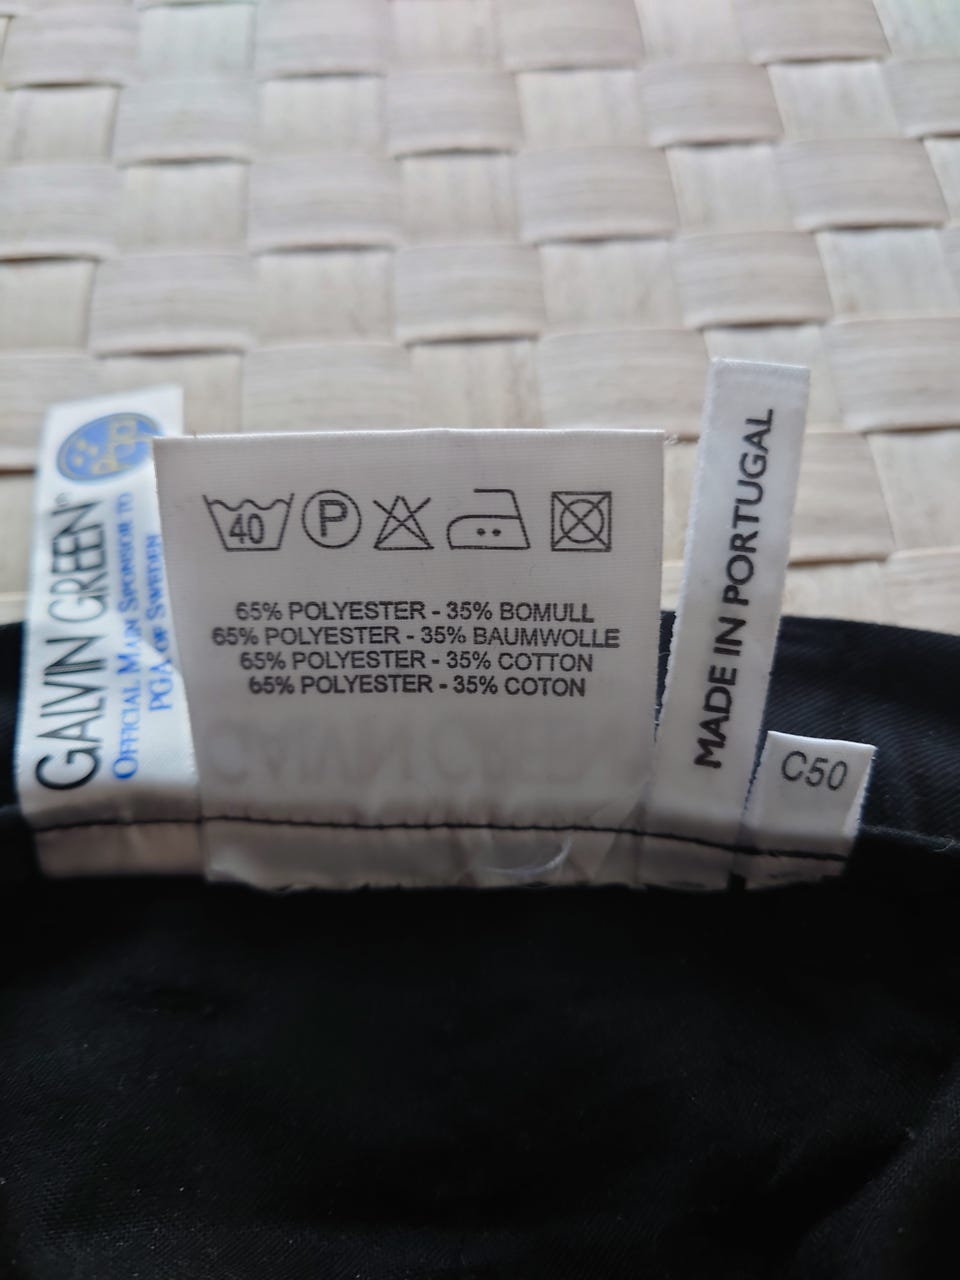 GALVIN GREEN®
OFFICIAL MAIN SPONSOR TO
PGA OF SWEDEN
40 P
65% POLYESTER - 35% BOMULL
65% POLYESTER - 35% BAUMWOLLE
65% POLYESTER - 35% COTTON
65% POLYESTER - 35% COTON
MADE IN PORTUGAL
C50